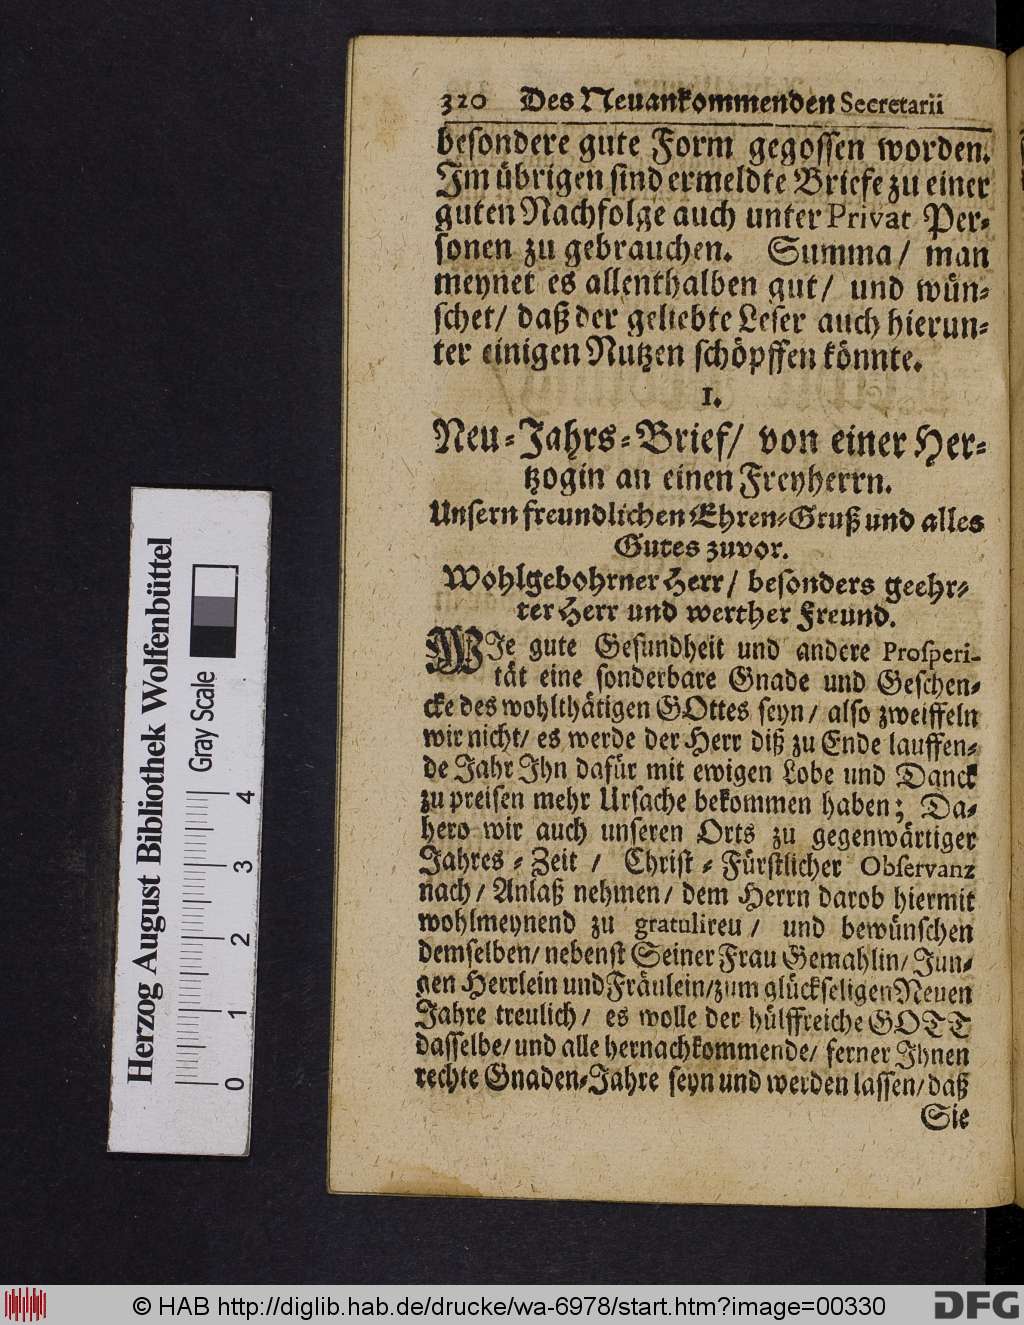 320 Des Neuankommenden Secretarii
besondere gute Form gegossen worden.
Im übrigen sind ermeldte Briefe zu einer
guten Nachfolge auch unter Privat Per-
sonen zu gebrauchen. Summa/ man
meynet es allenthalben gut/ und wün-
schet/ daß der geliebte Leser auch hierun-
ter einigen Nutzen schöpffen könnte.
I.
Neu-Jahrs-Brief/ von einer Her-
tzogin an einen Freyherrn.
Unsern freundlichen Ehren-Gruß und alles
Gutes zuvor.
Wohlgebohrner Herr/ besonders geehr-
ter Herr und werther Freund.
WIe gute Gesundheit und andere Prosperi-
tät eine sonderbare Gnade und Geschen-
cke des wohlthätigen GOttes seyn/ also zweiffeln
wir nicht/ es werde der Herr diß zu Ende lauffen-
de Jahr Ihn dafür mit ewigen Lobe und Danck
zu preisen mehr Ursache bekommen haben; Da-
hero wir auch unseren Orts zu gegenwärtiger
Jahres-Zeit / Christ-Fürstlicher Observanz
nach/ Anlaß nehmen/ dem Herrn darob hiermit
wohlmeynend zu gratulireu/ und bewünschen
demselben/ nebenst Seiner Frau Gemahlin/ Jun-
gen Herrlein und Fräulein/ zum glückseligen Neuen
Jahre treulich/ es wolle der hülffreiche GOTT
dasselbe/ und alle hernachkommende/ ferner Ihnen
rechte Gnaden-Jahre seyn und werden lassen/ daß
Sie
Herzog August Bibliothek Wolfenbüttel
Gray Scale
0 1 2 3 4
© HAB http://diglib.hab.de/drucke/wa-6978/start.htm?image=00330
DFG